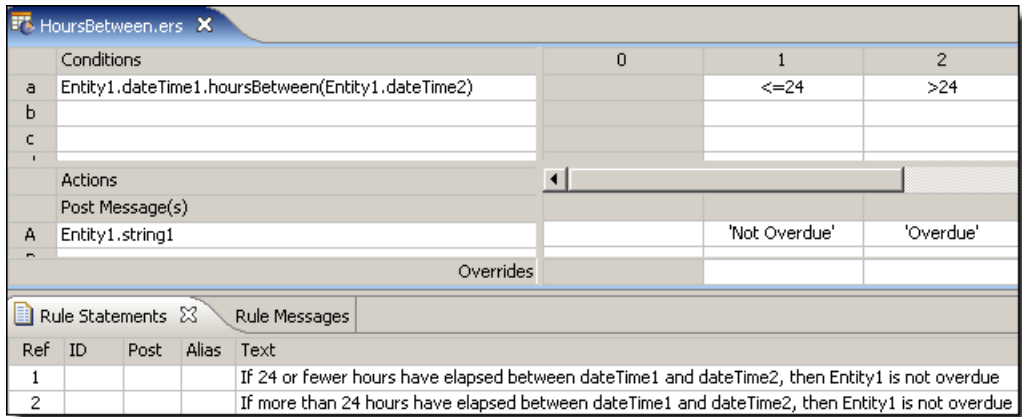 HoursBetween.ers
Conditions 0 1 2
a Entity1.dateTime1.hoursBetween(Entity1.dateTime2) <=24 >24
b
c
Actions
Post Message(s)
A Entity1.string1 'Not Overdue' 'Overdue'
Overrides
Rule Statements Rule Messages
Ref ID Post Alias Text
1 If 24 or fewer hours have elapsed between dateTime1 and dateTime2, then Entity1 is not overdue
2 If more than 24 hours have elapsed between dateTime1 and dateTime2, then Entity1 is not overdue